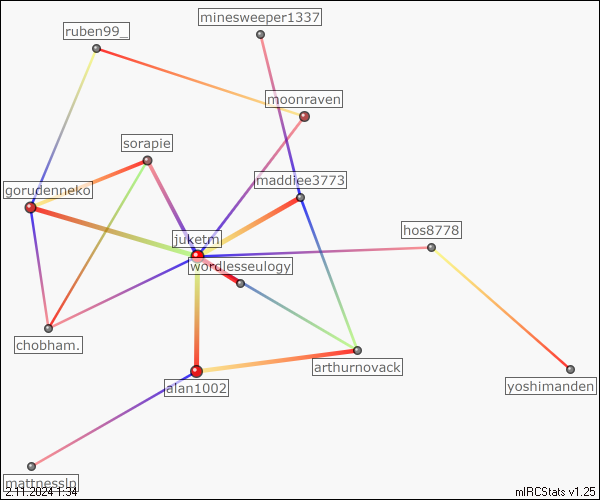 minesweeper1337
ruben99_
moonraven
sorapie
maddiee3773
gorudenneko
hos8778
juketm
wordlesseulogy
chobham.
arthurnovack
alan1002
yoshimanden
mattnessln
2.11.2024 1:34
mIRCStats v1.25